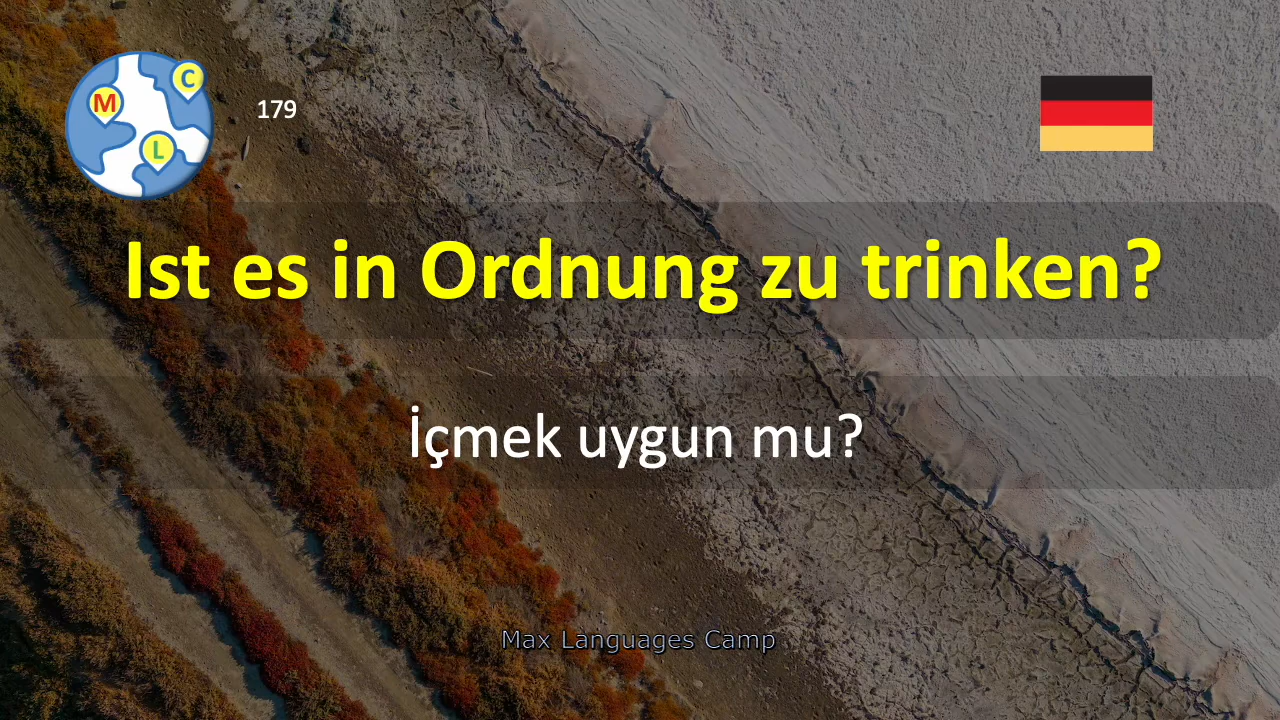 M
C
L
179
Ist es in Ordnung zu trinken?
İçmek uygun mu?
Max Languages Camp